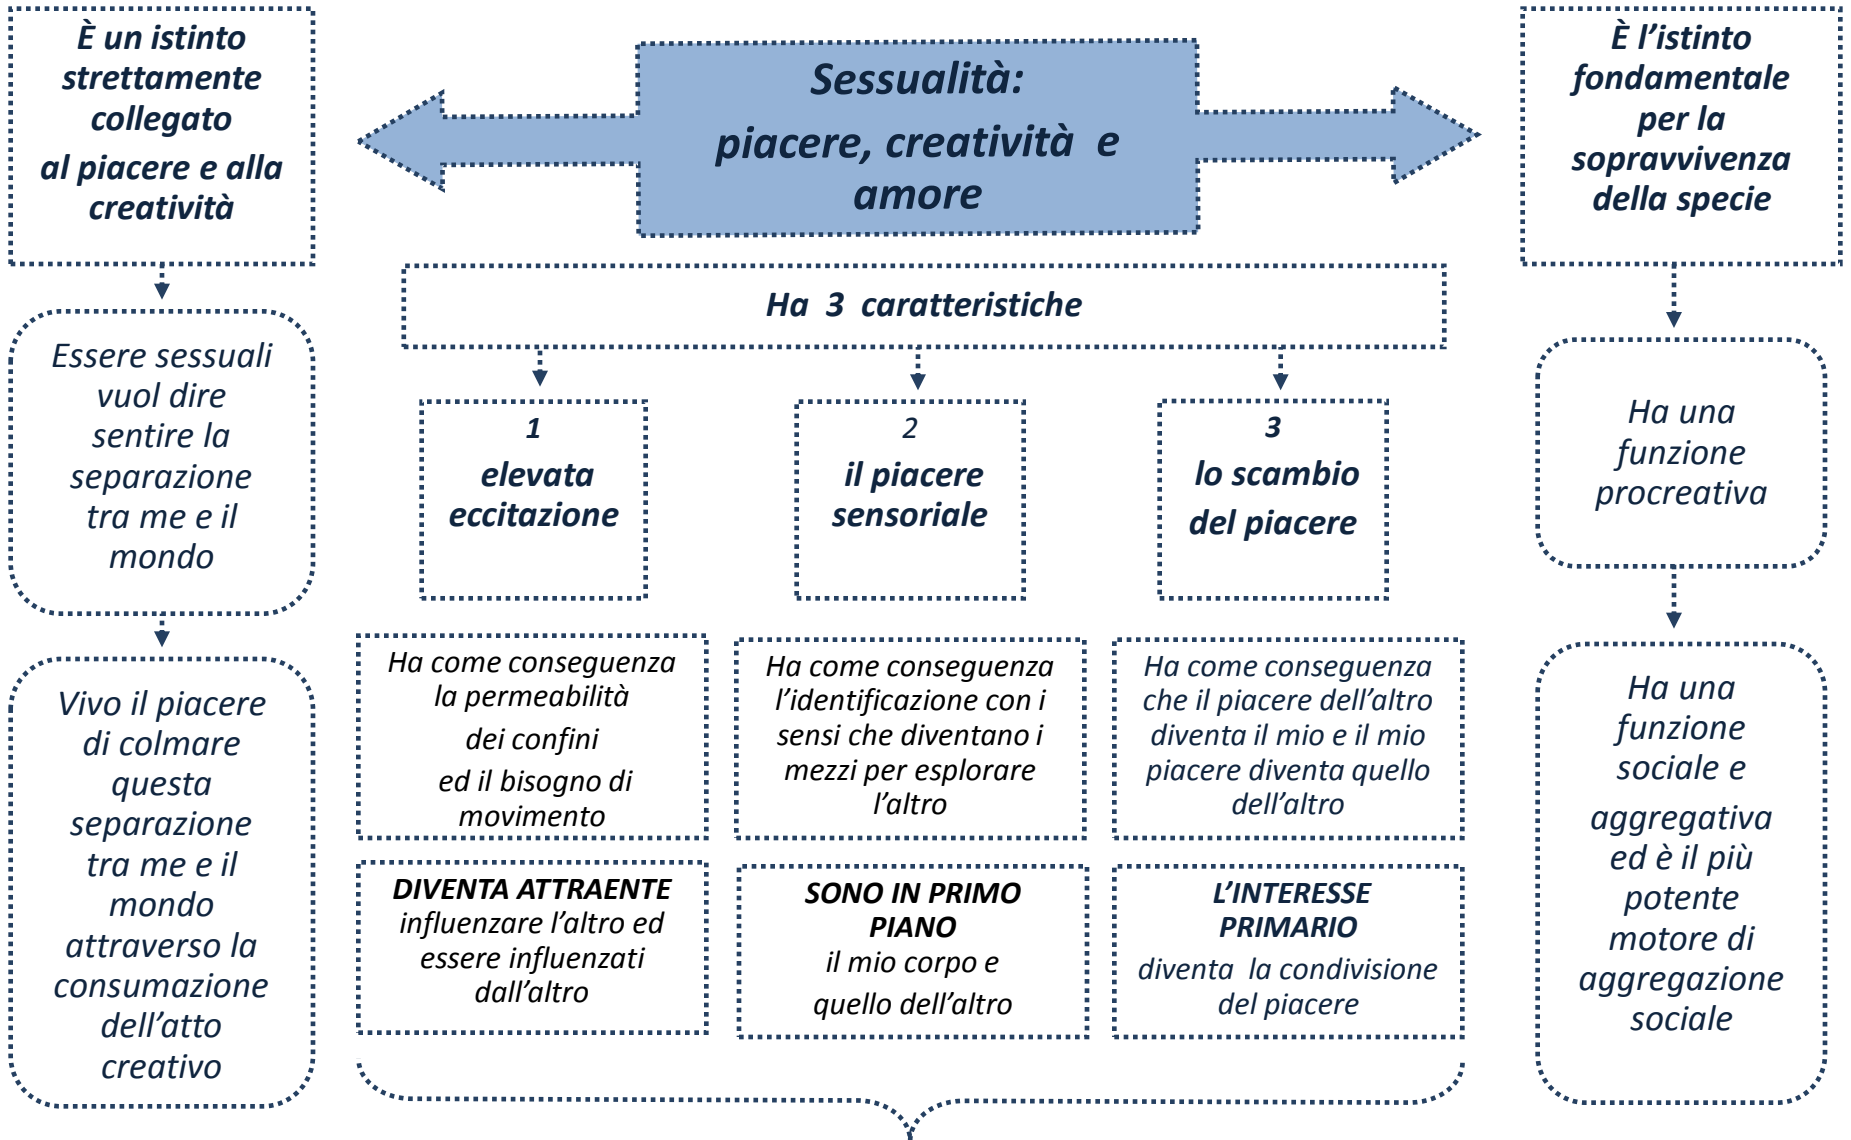 È un istinto
strettamente
collegato
al piacere e alla
creatività
Essere sessuali
vuol dire
sentire la
separazione
tra me e il
mondo
Vivo il piacere
di colmare
questa
separazione
tra me e il
mondo
attraverso la
consumazione
dell’atto
creativo
Sessualità:
piacere, creatività e
amore
Ha 3 caratteristiche
1
elevata
eccitazione
Ha come conseguenza
la permeabilità
dei confini
ed il bisogno di
movimento
DIVENTA ATTRAENTE
influenzare l’altro ed
essere influenzati
dall’altro
2
il piacere
sensoriale
Ha come conseguenza
l’identificazione con i
sensi che diventano i
mezzi per esplorare
l’altro
SONO IN PRIMO
PIANO
il mio corpo e
quello dell’altro
3
lo scambio
del piacere
Ha come conseguenza
che il piacere dell’altro
diventa il mio e il mio
piacere diventa quello
dell’altro
L’INTERESSE
PRIMARIO
diventa la condivisione
del piacere
È l’istinto
fondamentale
per la
sopravvivenza
della specie
Ha una
funzione
procreativa
Ha una
funzione
sociale e
aggregativa
ed è il più
potente
motore di
aggregazione
sociale